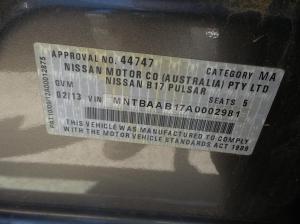 APPROVAL NO. 44747 CATEGORY MA
NISSAN MOTOR CO (AUSTRALIA) PTY LTD
NISSAN B17 PULSAR
GVM SEATS 5
02/13 VIN MNTBAAB17A0002981
THIS VEHICLE WAS MANUFACTURED TO COMPLY
WITH THE MOTOR VEHICLE STANDARDS ACT 1989